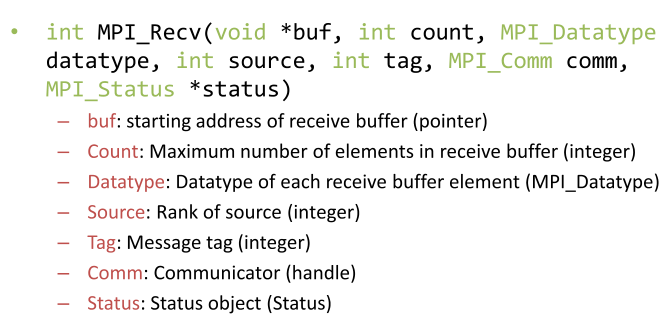 • int MPI_Recv(void *buf, int count, MPI_Datatype
datatype, int source, int tag, MPI_Comm comm,
MPI_Status *status)
– buf: starting address of receive buffer (pointer)
– Count: Maximum number of elements in receive buffer (integer)
– Datatype: Datatype of each receive buffer element (MPI_Datatype)
– Source: Rank of source (integer)
– Tag: Message tag (integer)
– Comm: Communicator (handle)
– Status: Status object (Status)